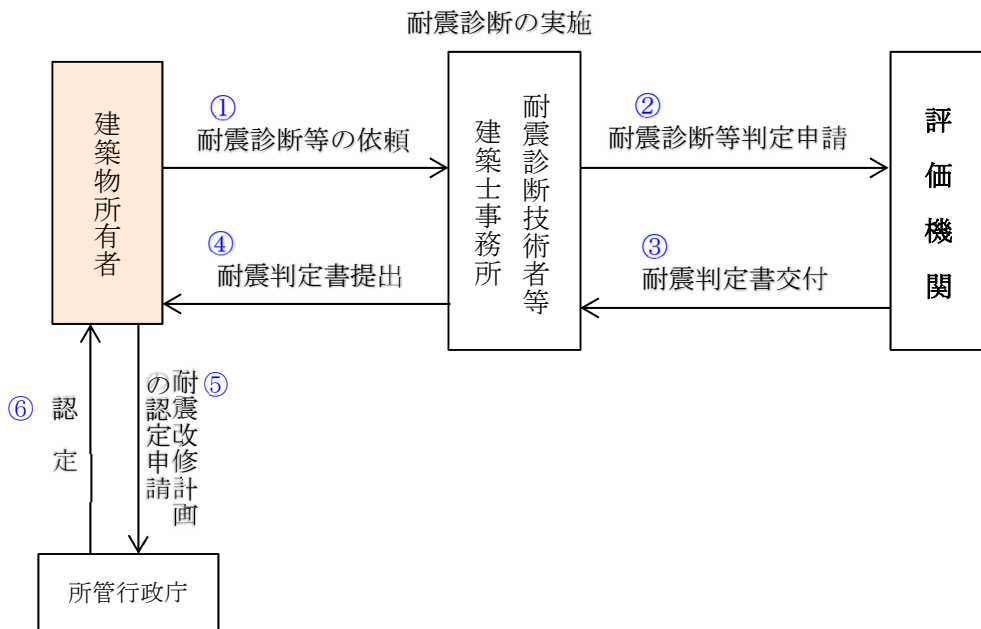 耐震診断の実施
建築物所有者
①
耐震診断等の依頼
耐震診断技術者等
建築士事務所
②
耐震診断等判定申請
評価機関
④
耐震判定書提出
③
耐震判定書交付
⑤
耐震改修計画
の認定申請
⑥
認定
所管行政庁